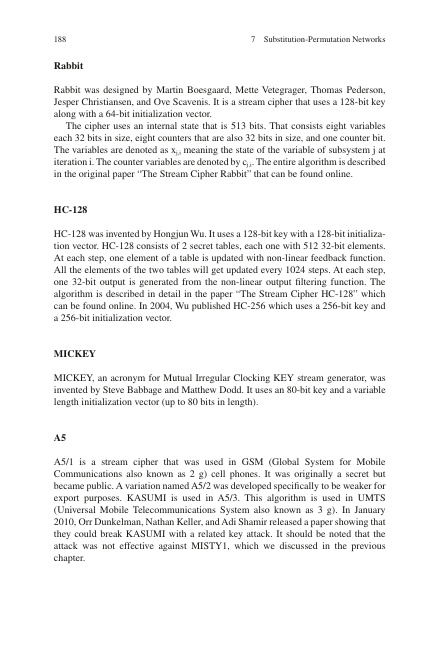 188 7 Substitution-Permutation Networks
Rabbit
Rabbit was designed by Martin Boesgaard, Mette Vetegrager, Thomas Pederson,
Jesper Christiansen, and Ove Scavenis. It is a stream cipher that uses a 128-bit key
along with a 64-bit initialization vector.
The cipher uses an internal state that is 513 bits. That consists eight variables
each 32 bits in size, eight counters that are also 32 bits in size, and one counter bit.
The variables are denoted as xj,i, meaning the state of the variable of subsystem j at
iteration i. The counter variables are denoted by cj,i. The entire algorithm is described
in the original paper “The Stream Cipher Rabbit” that can be found online.
HC-128
HC-128 was invented by Hongjun Wu. It uses a 128-bit key with a 128-bit initializa-
tion vector. HC-128 consists of 2 secret tables, each one with 512 32-bit elements.
At each step, one element of a table is updated with non-linear feedback function.
All the elements of the two tables will get updated every 1024 steps. At each step,
one 32-bit output is generated from the non-linear output filtering function. The
algorithm is described in detail in the paper “The Stream Cipher HC-128” which
can be found online. In 2004, Wu published HC-256 which uses a 256-bit key and
a 256-bit initialization vector.
MICKEY
MICKEY, an acronym for Mutual Irregular Clocking KEY stream generator, was
invented by Steve Babbage and Matthew Dodd. It uses an 80-bit key and a variable
length initialization vector (up to 80 bits in length).
A5
A5/1 is a stream cipher that was used in GSM (Global System for Mobile
Communications also known as 2 g) cell phones. It was originally a secret but
became public. A variation named A5/2 was developed specifically to be weaker for
export purposes. KASUMI is used in A5/3. This algorithm is used in UMTS
(Universal Mobile Telecommunications System also known as 3 g). In January
2010, Orr Dunkelman, Nathan Keller, and Adi Shamir released a paper showing that
they could break KASUMI with a related key attack. It should be noted that the
attack was not effective against MISTY1, which we discussed in the previous
chapter.